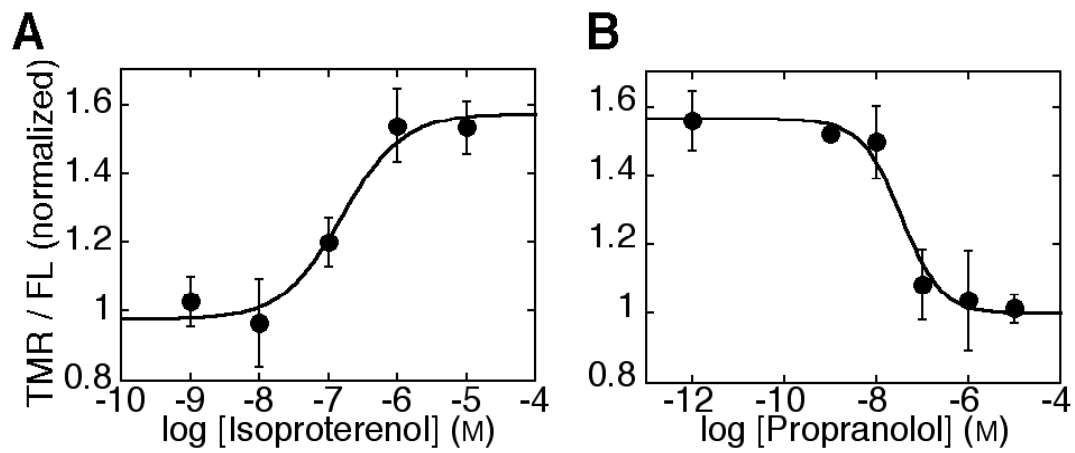 A
B
TMR / FL (normalized)
1.6
1.4
1.2
1
0.8
-10 -9 -8 -7 -6 -5 -4
log [Isoproterenol] (M)
1.6
1.4
1.2
1
0.8
-12 -10 -8 -6 -4
log [Propranolol] (M)